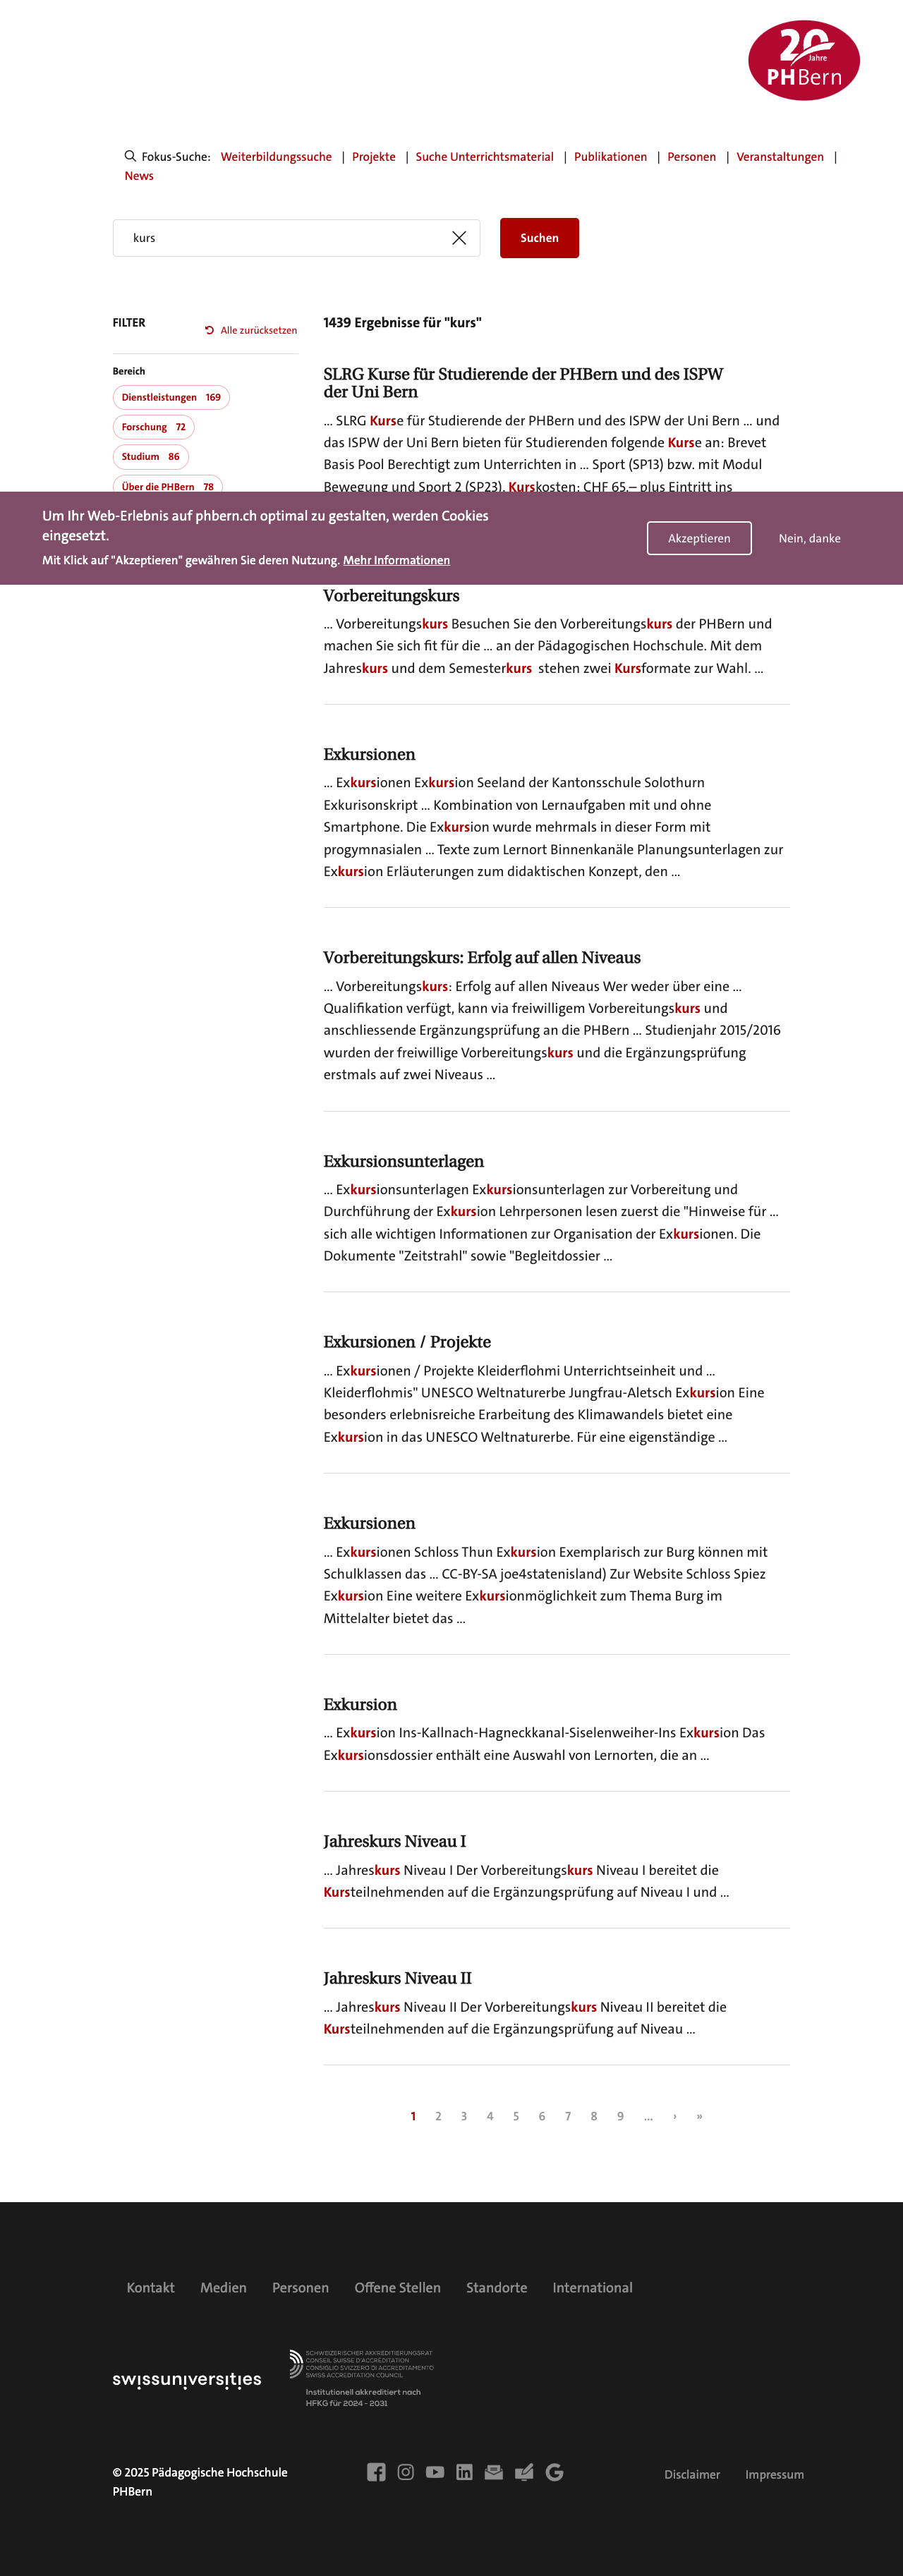 20
Jahre
PHBern
Fokus-Suche: Weiterbildungssuche | Projekte | Suche Unterrichtsmaterial | Publikationen | Personen | Veranstaltungen |
News
kurs
Suchen
FILTER
Alle zurücksetzen
Bereich
Dienstleistungen 169
Forschung 72
Studium 86
Über die PHBern 78
1439 Ergebnisse für "kurs"
SLRG Kurse für Studierende der PHBern und des ISPW
der Uni Bern
... SLRG Kurse für Studierende der PHBern und des ISPW der Uni Bern ... und
das ISPW der Uni Bern bieten für Studierenden folgende Kurse an: Brevet
Basis Pool Berechtigt zum Unterrichten in ... Sport (SP13) bzw. mit Modul
Bewegung und Sport 2 (SP23). Kurskosten: CHF 65.– plus Eintritt ins
Um Ihr Web-Erlebnis auf phbern.ch optimal zu gestalten, werden Cookies
eingesetzt.
Mit Klick auf "Akzeptieren" gewähren Sie deren Nutzung. Mehr Informationen
Akzeptieren
Nein, danke
Vorbereitungskurs
... Vorbereitungskurs Besuchen Sie den Vorbereitungskurs der PHBern und
machen Sie sich fit für die ... an der Pädagogischen Hochschule. Mit dem
Jahreskurs und dem Semesterkurs stehen zwei Kursformate zur Wahl. ...
Exkursionen
... Exkursionen Exkursion Seeland der Kantonsschule Solothurn
Exkurisonskript ... Kombination von Lernaufgaben mit und ohne
Smartphone. Die Exkursion wurde mehrmals in dieser Form mit
progymnasialen ... Texte zum Lernort Binnenkanäle Planungsunterlagen zur
Exkursion Erläuterungen zum didaktischen Konzept, den ...
Vorbereitungskurs: Erfolg auf allen Niveaus
... Vorbereitungskurs: Erfolg auf allen Niveaus Wer weder über eine ...
Qualifikation verfügt, kann via freiwilligem Vorbereitungskurs und
anschliessende Ergänzungsprüfung an die PHBern ... Studienjahr 2015/2016
wurden der freiwillige Vorbereitungskurs und die Ergänzungsprüfung
erstmals auf zwei Niveaus ...
Exkursionsunterlagen
... Exkursionsunterlagen Exkursionsunterlagen zur Vorbereitung und
Durchführung der Exkursion Lehrpersonen lesen zuerst die "Hinweise für ...
sich alle wichtigen Informationen zur Organisation der Exkursionen. Die
Dokumente "Zeitstrahl" sowie "Begleitdossier ...
Exkursionen / Projekte
... Exkursionen / Projekte Kleiderflohmi Unterrichtseinheit und ...
Kleiderflohmis" UNESCO Weltnaturerbe Jungfrau-Aletsch Exkursion Eine
besonders erlebnisreiche Erarbeitung des Klimawandels bietet eine
Exkursion in das UNESCO Weltnaturerbe. Für eine eigenständige ...
Exkursionen
... Exkursionen Schloss Thun Exkursion Exemplarisch zur Burg können mit
Schulklassen das ... CC-BY-SA joe4statenisland) Zur Website Schloss Spiez
Exkursion Eine weitere Exkursionmöglichkeit zum Thema Burg im
Mittelalter bietet das ...
Exkursion
... Exkursion Ins-Kallnach-Hagneckkanal-Siselenweiher-Ins Exkursion Das
Exkursionsdossier enthält eine Auswahl von Lernorten, die an ...
Jahreskurs Niveau I
... Jahreskurs Niveau I Der Vorbereitungskurs Niveau I bereitet die
Kursteilnehmenden auf die Ergänzungsprüfung auf Niveau I und ...
Jahreskurs Niveau II
... Jahreskurs Niveau II Der Vorbereitungskurs Niveau II bereitet die
Kursteilnehmenden auf die Ergänzungsprüfung auf Niveau ...
1 2 3 4 5 6 7 8 9 ... › »
Kontakt Medien Personen Offene Stellen Standorte International
swissuniversities
SCHWEIZERISCHER AKKREDITIERUNGSRAT
CONSEIL SUISSE D'ACCREDITATION
CONSIGLIO SVIZZERO DI ACCREDITAMENTO
SWISS ACCREDITATION COUNCIL
Institutionell akkreditiert nach
HFKG für 2024 - 2031
© 2025 Pädagogische Hochschule
PHBern
Disclaimer Impressum